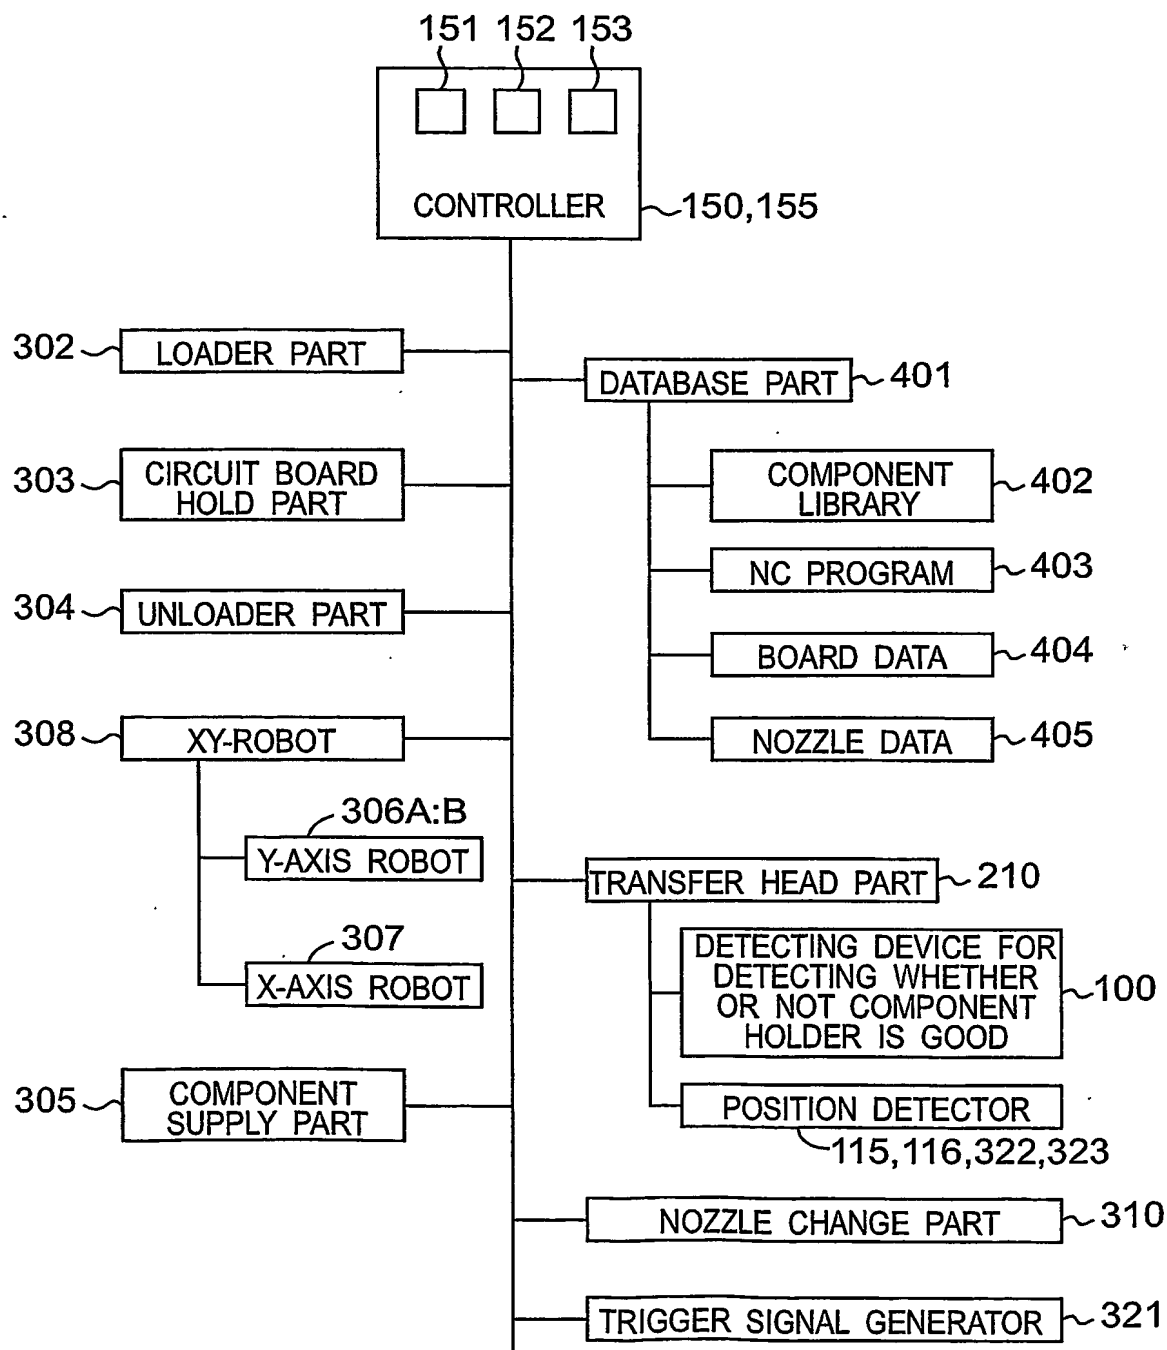 151 152 153
CONTROLLER
150,155
302
LOADER PART
DATABASE PART
401
303
CIRCUIT BOARD
HOLD PART
COMPONENT
LIBRARY
402
NC PROGRAM
403
304
UNLOADER PART
BOARD DATA
404
308
XY-ROBOT
NOZZLE DATA
405
306A:B
Y-AXIS ROBOT
TRANSFER HEAD PART
210
307
X-AXIS ROBOT
DETECTING DEVICE FOR
DETECTING WHETHER
OR NOT COMPONENT
HOLDER IS GOOD
100
305
COMPONENT
SUPPLY PART
POSITION DETECTOR
115,116,322,323
NOZZLE CHANGE PART
310
TRIGGER SIGNAL GENERATOR
321